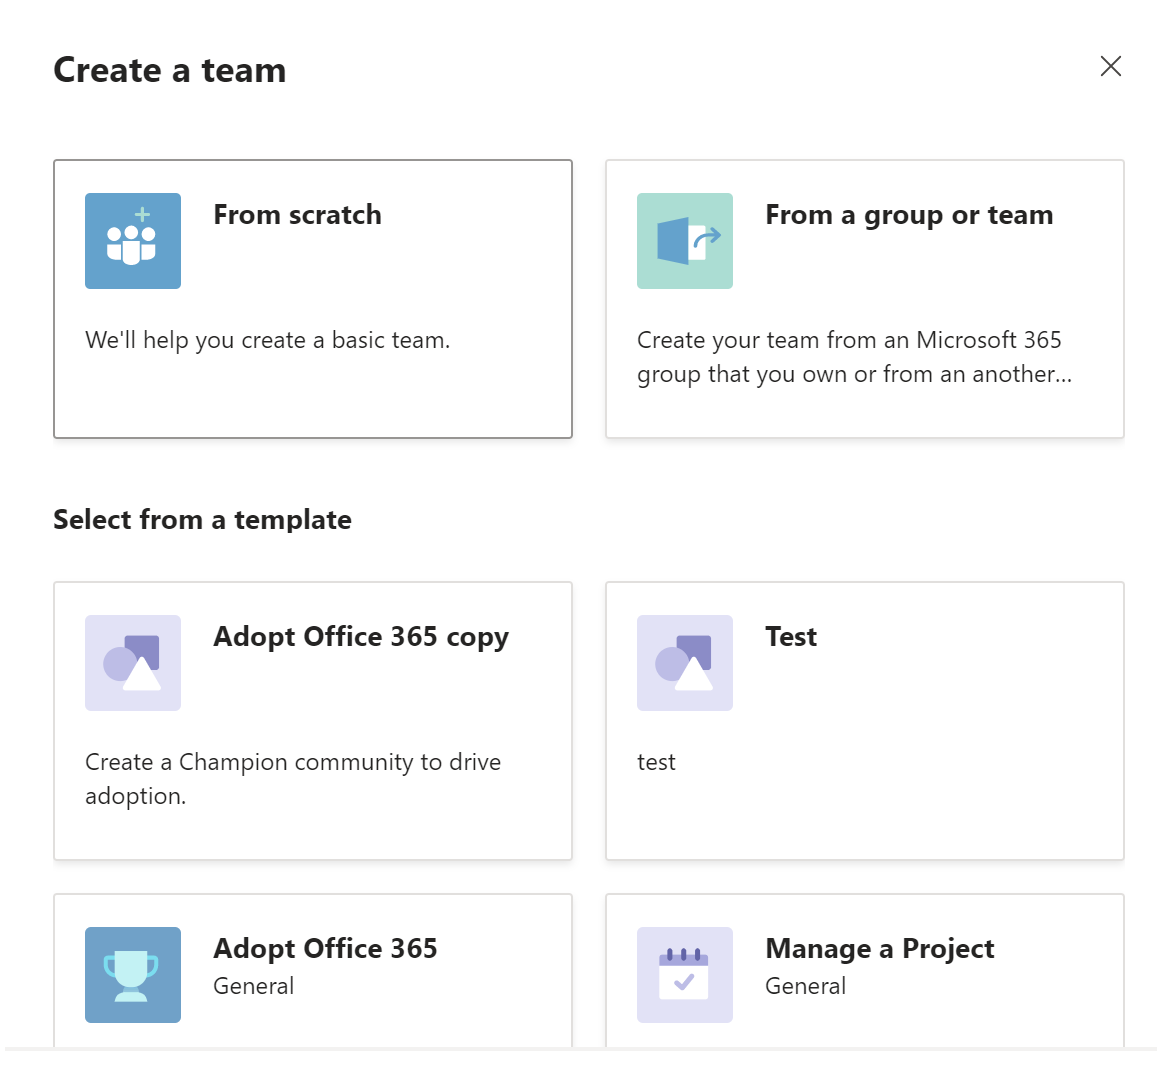 Create a team
From scratch
We'll help you create a basic team.
From a group or team
Create your team from an Microsoft 365
group that you own or from an another...
Select from a template
Adopt Office 365 copy
Create a Champion community to drive
adoption.
Test
test
Adopt Office 365
General
Manage a Project
General